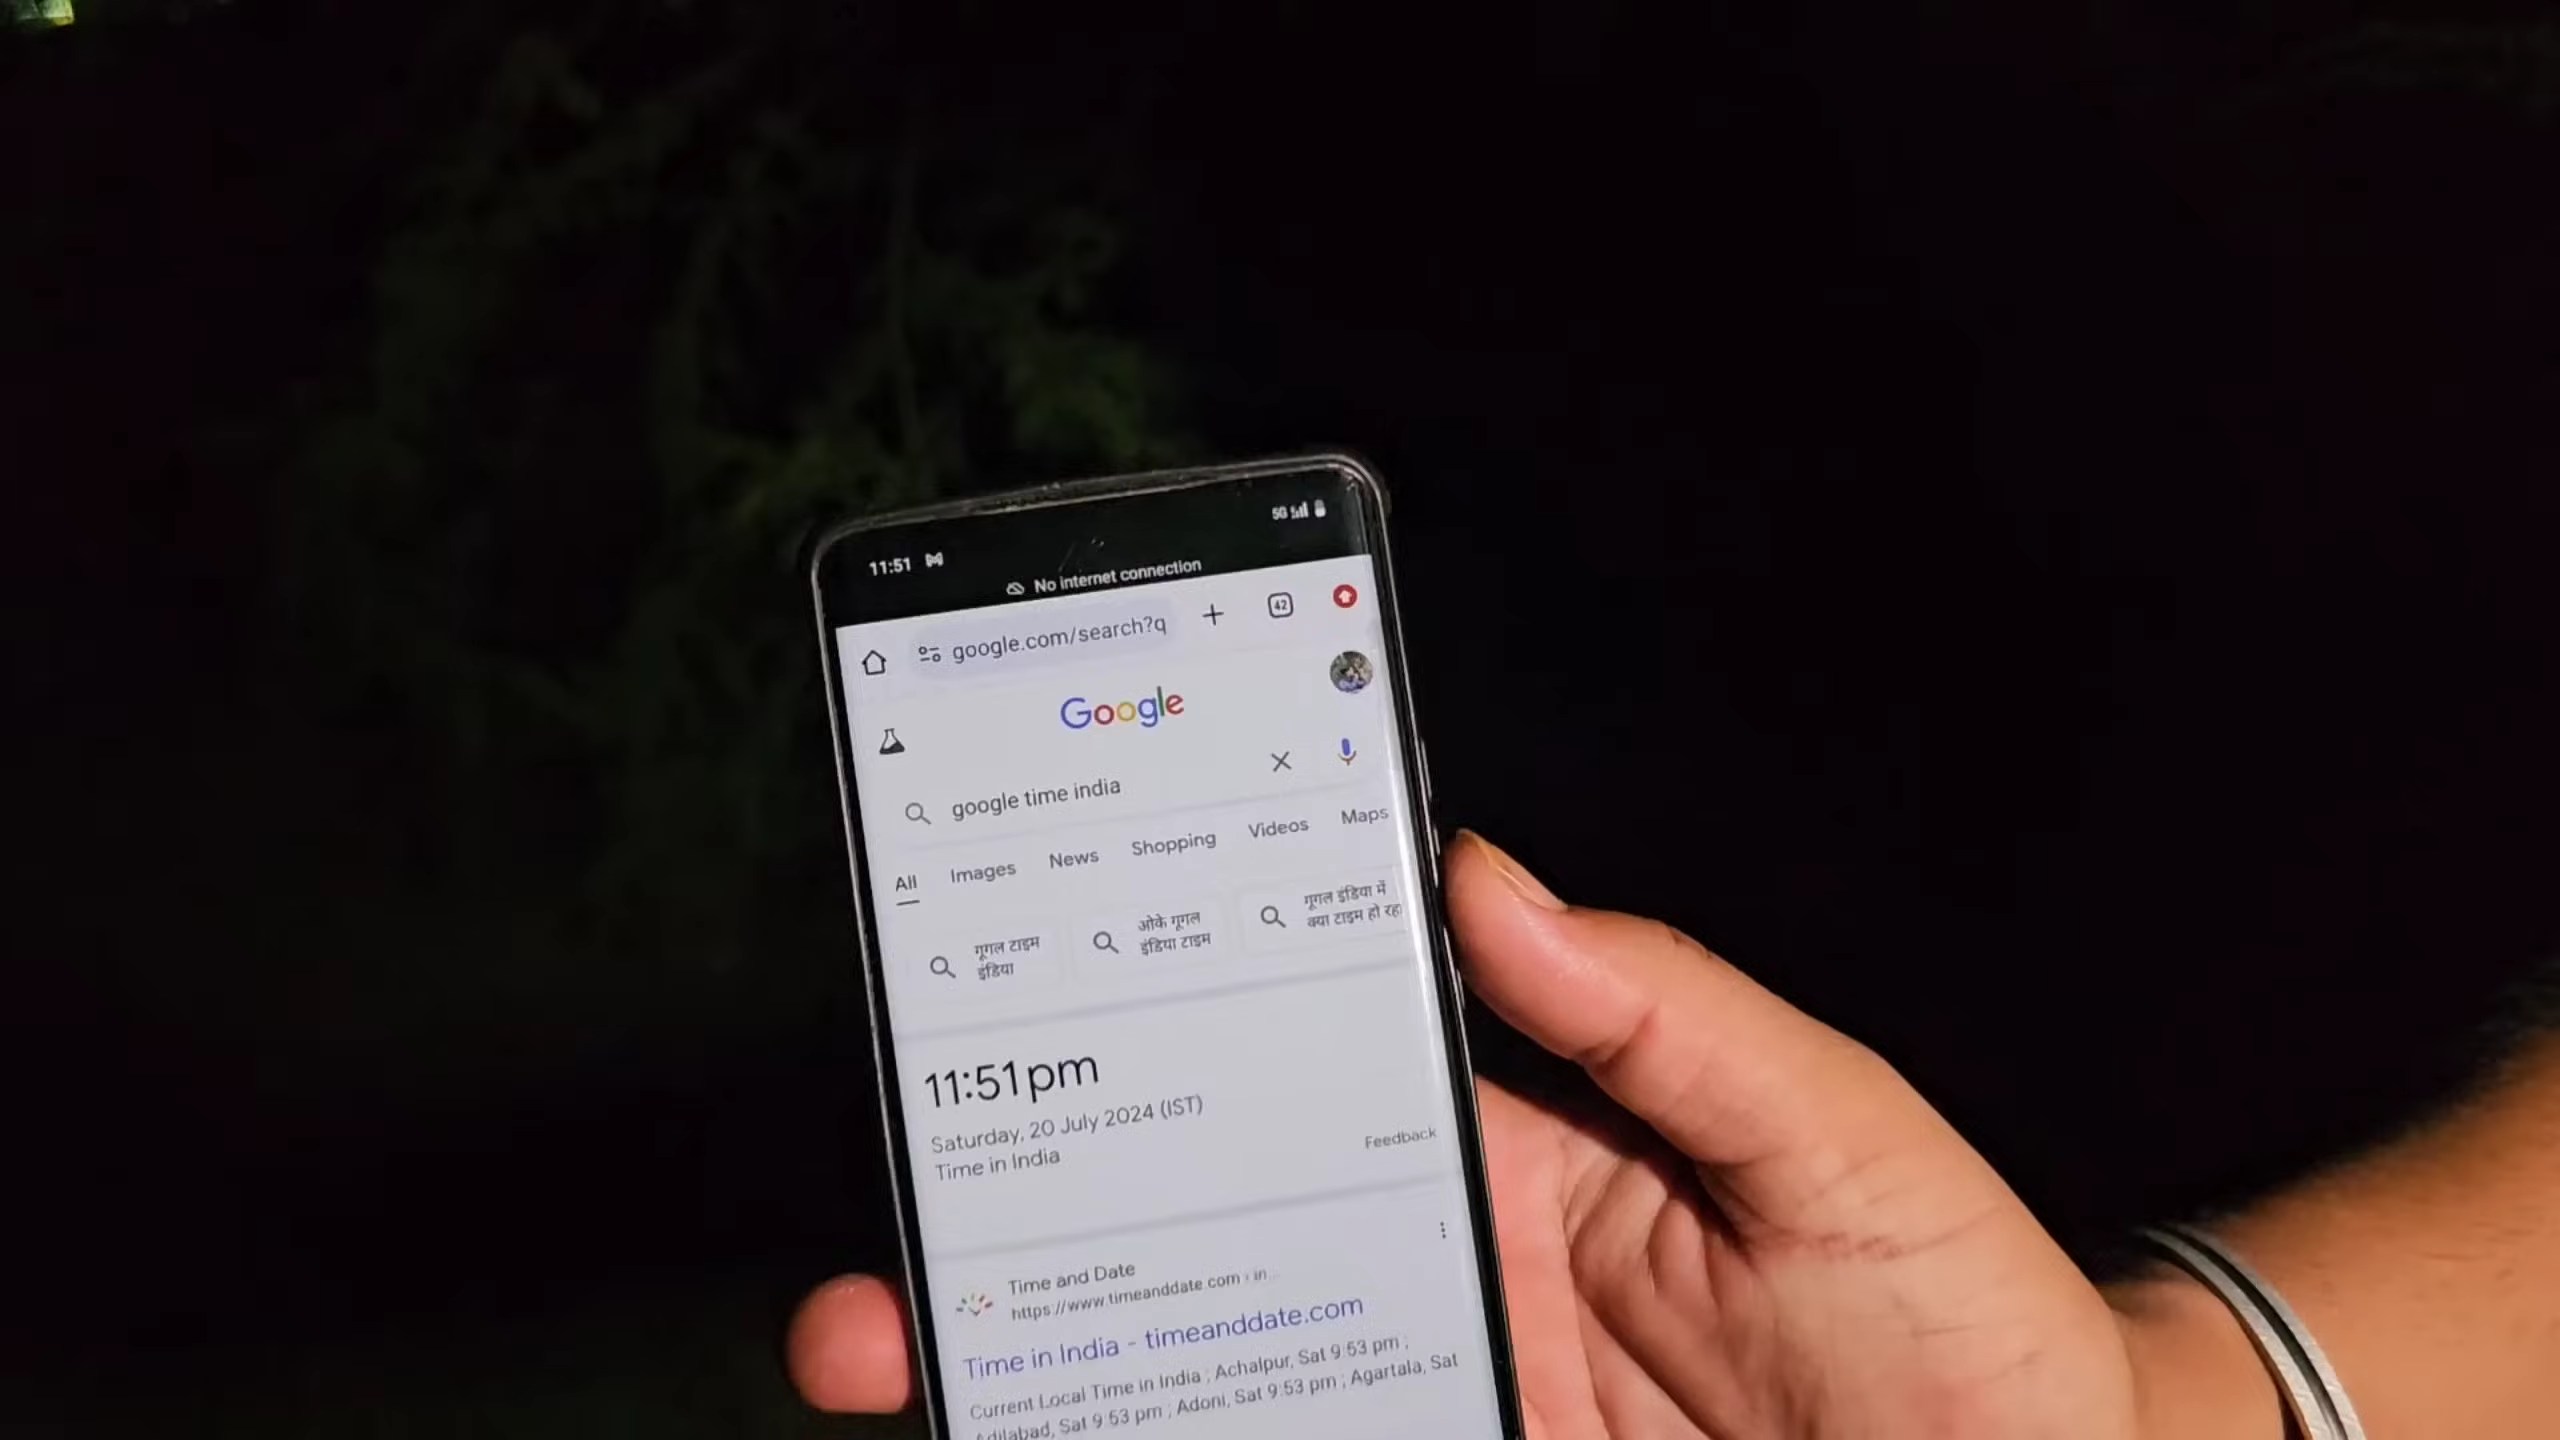 11:51
5G
No internet connection
google.com/search?q
42
Google
google time india
All Images News Shopping Videos Maps
गूगल टाइम
इंडिया
ओके गूगल
इंडिया टाइम
गूगल इंडिया में
क्या टाइम हो रहा
11:51pm
Saturday, 20 July 2024 (IST)
Time in India
Feedback
Time and Date
https://www.timeanddate.com › in...
Time in India - timeanddate.com
Current Local Time in India ; Achalpur, Sat 9:53 pm ;
Adilabad, Sat 9:53 pm ; Adoni, Sat 9:53 pm ; Agartala, Sat